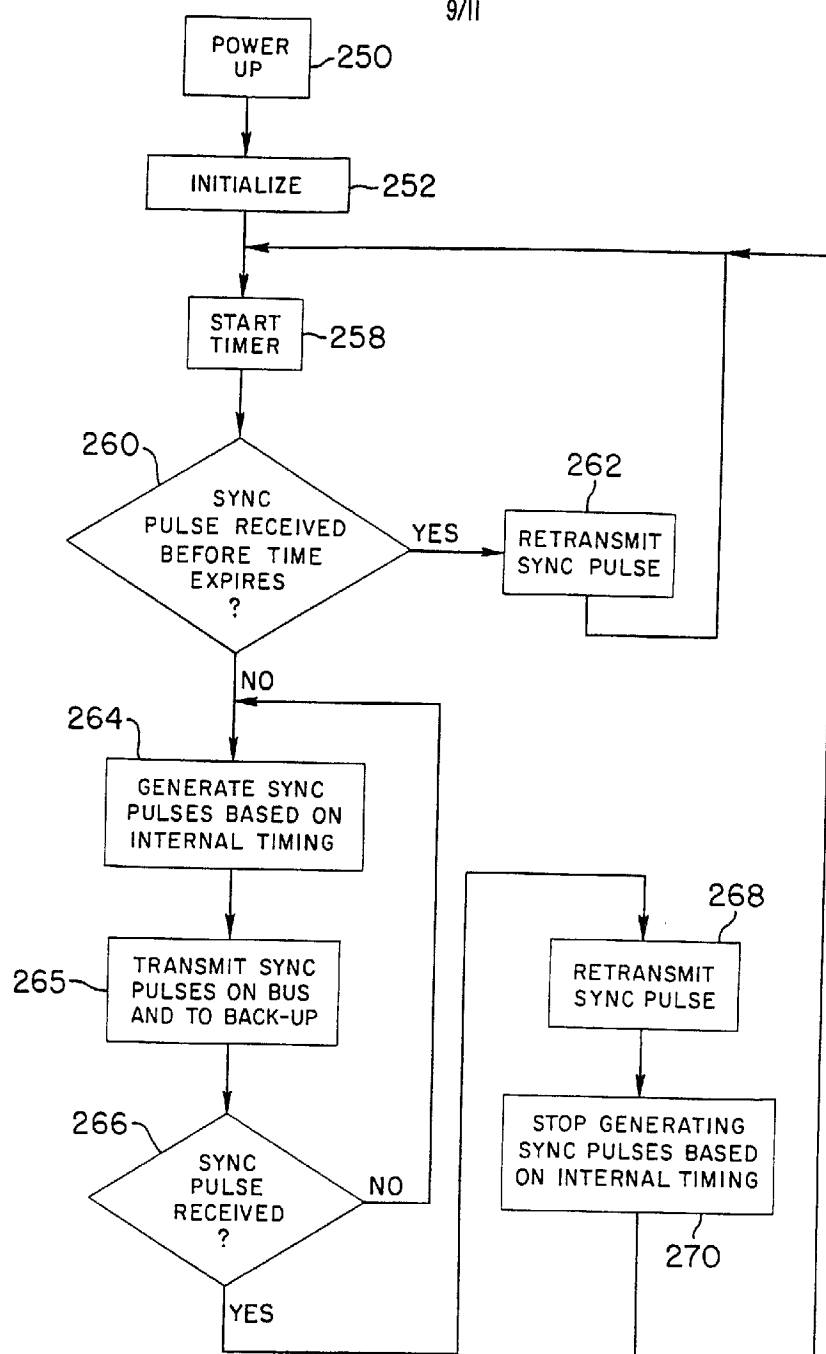 9/11
POWER
UP
250
INITIALIZE
252
START
TIMER
258
260
SYNC
PULSE RECEIVED
BEFORE TIME
EXPIRES
?
YES
262
RETRANSMIT
SYNC PULSE
NO
264
GENERATE SYNC
PULSES BASED ON
INTERNAL TIMING
265
TRANSMIT SYNC
PULSES ON BUS
AND TO BACK-UP
266
SYNC
PULSE
RECEIVED
?
NO
YES
268
RETRANSMIT
SYNC PULSE
STOP GENERATING
SYNC PULSES BASED
ON INTERNAL TIMING
270